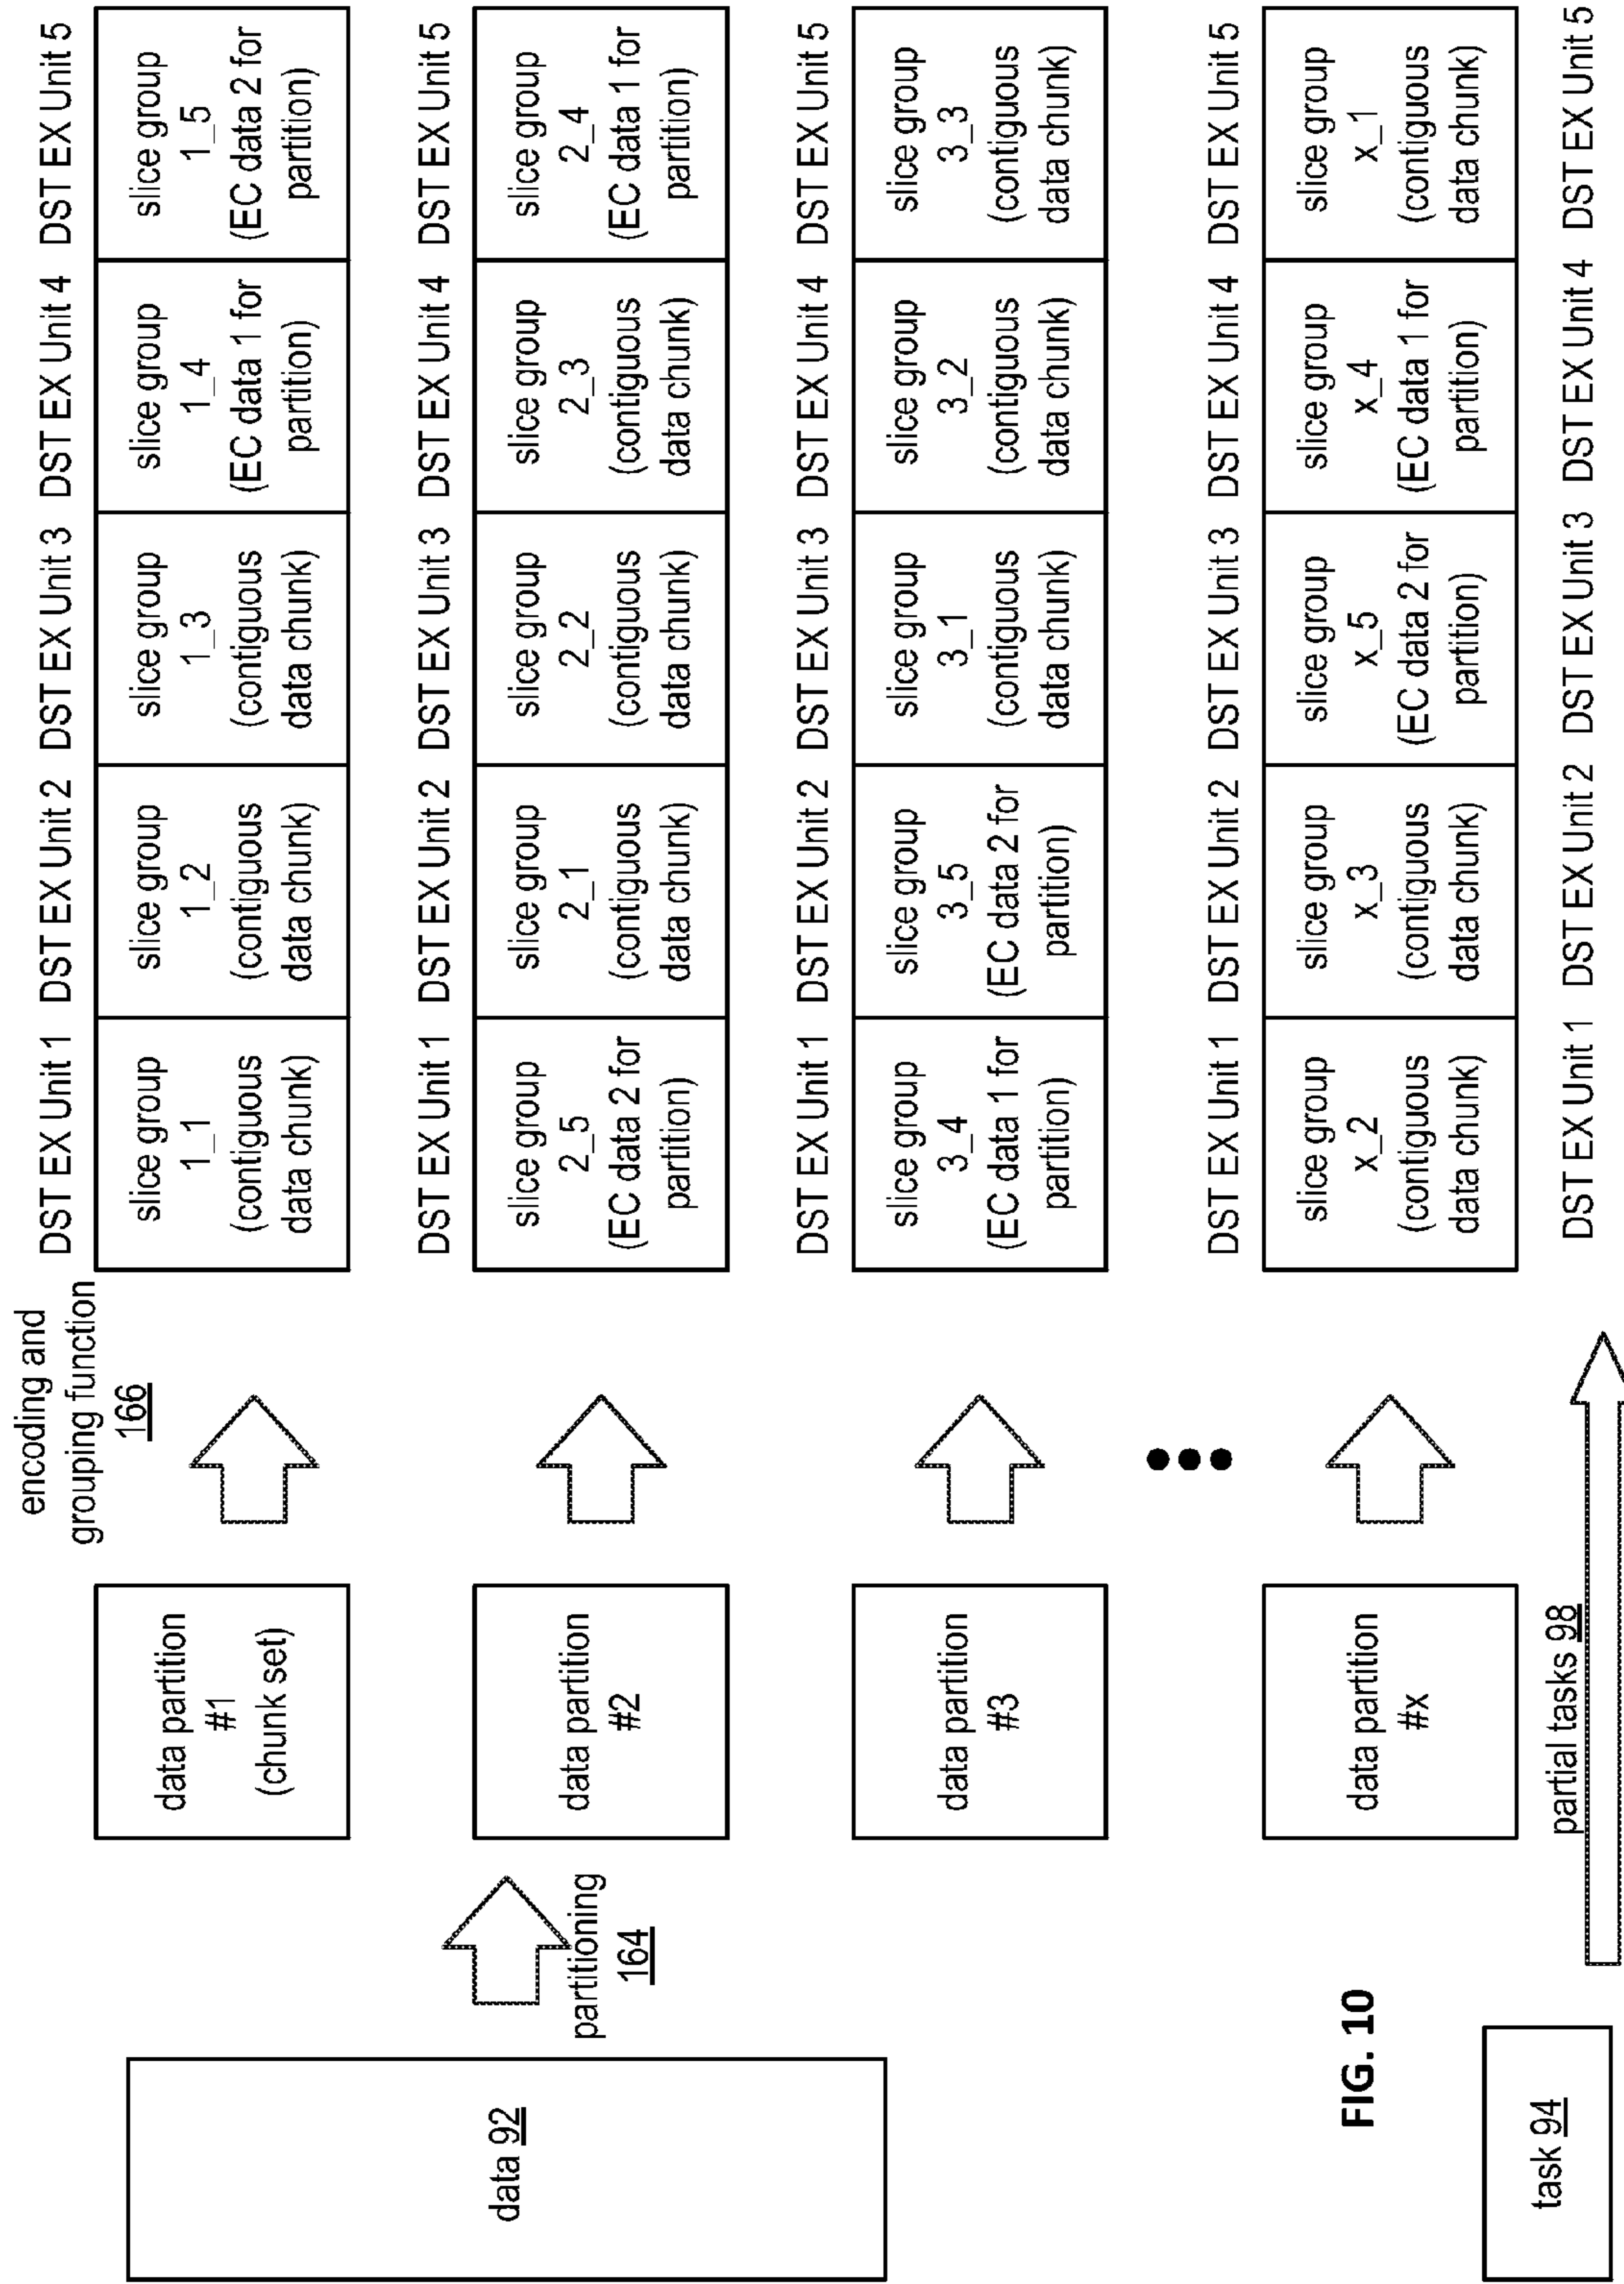 encoding and
grouping function
166
DST EX Unit 1 DST EX Unit 2 DST EX Unit 3 DST EX Unit 4 DST EX Unit 5
data partition
#1
(chunk set)
slice group
1_1
(contiguous
data chunk)
slice group
1_2
(contiguous
data chunk)
slice group
1_3
(contiguous
data chunk)
slice group
1_4
(EC data 1 for
partition)
slice group
1_5
(EC data 2 for
partition)
data 92
partitioning
164
DST EX Unit 1 DST EX Unit 2 DST EX Unit 3 DST EX Unit 4 DST EX Unit 5
data partition
#2
slice group
2_5
(EC data 2 for
partition)
slice group
2_1
(contiguous
data chunk)
slice group
2_2
(contiguous
data chunk)
slice group
2_3
(contiguous
data chunk)
slice group
2_4
(EC data 1 for
partition)
DST EX Unit 1 DST EX Unit 2 DST EX Unit 3 DST EX Unit 4 DST EX Unit 5
data partition
#3
slice group
3_4
(EC data 1 for
partition)
slice group
3_5
(EC data 2 for
partition)
slice group
3_1
(contiguous
data chunk)
slice group
3_2
(contiguous
data chunk)
slice group
3_3
(contiguous
data chunk)
DST EX Unit 1 DST EX Unit 2 DST EX Unit 3 DST EX Unit 4 DST EX Unit 5
data partition
#x
slice group
x_2
(contiguous
data chunk)
slice group
x_3
(contiguous
data chunk)
slice group
x_5
(EC data 2 for
partition)
slice group
x_4
(EC data 1 for
partition)
slice group
x_1
(contiguous
data chunk)
FIG. 10
task 94
partial tasks 98
DST EX Unit 1 DST EX Unit 2 DST EX Unit 3 DST EX Unit 4 DST EX Unit 5